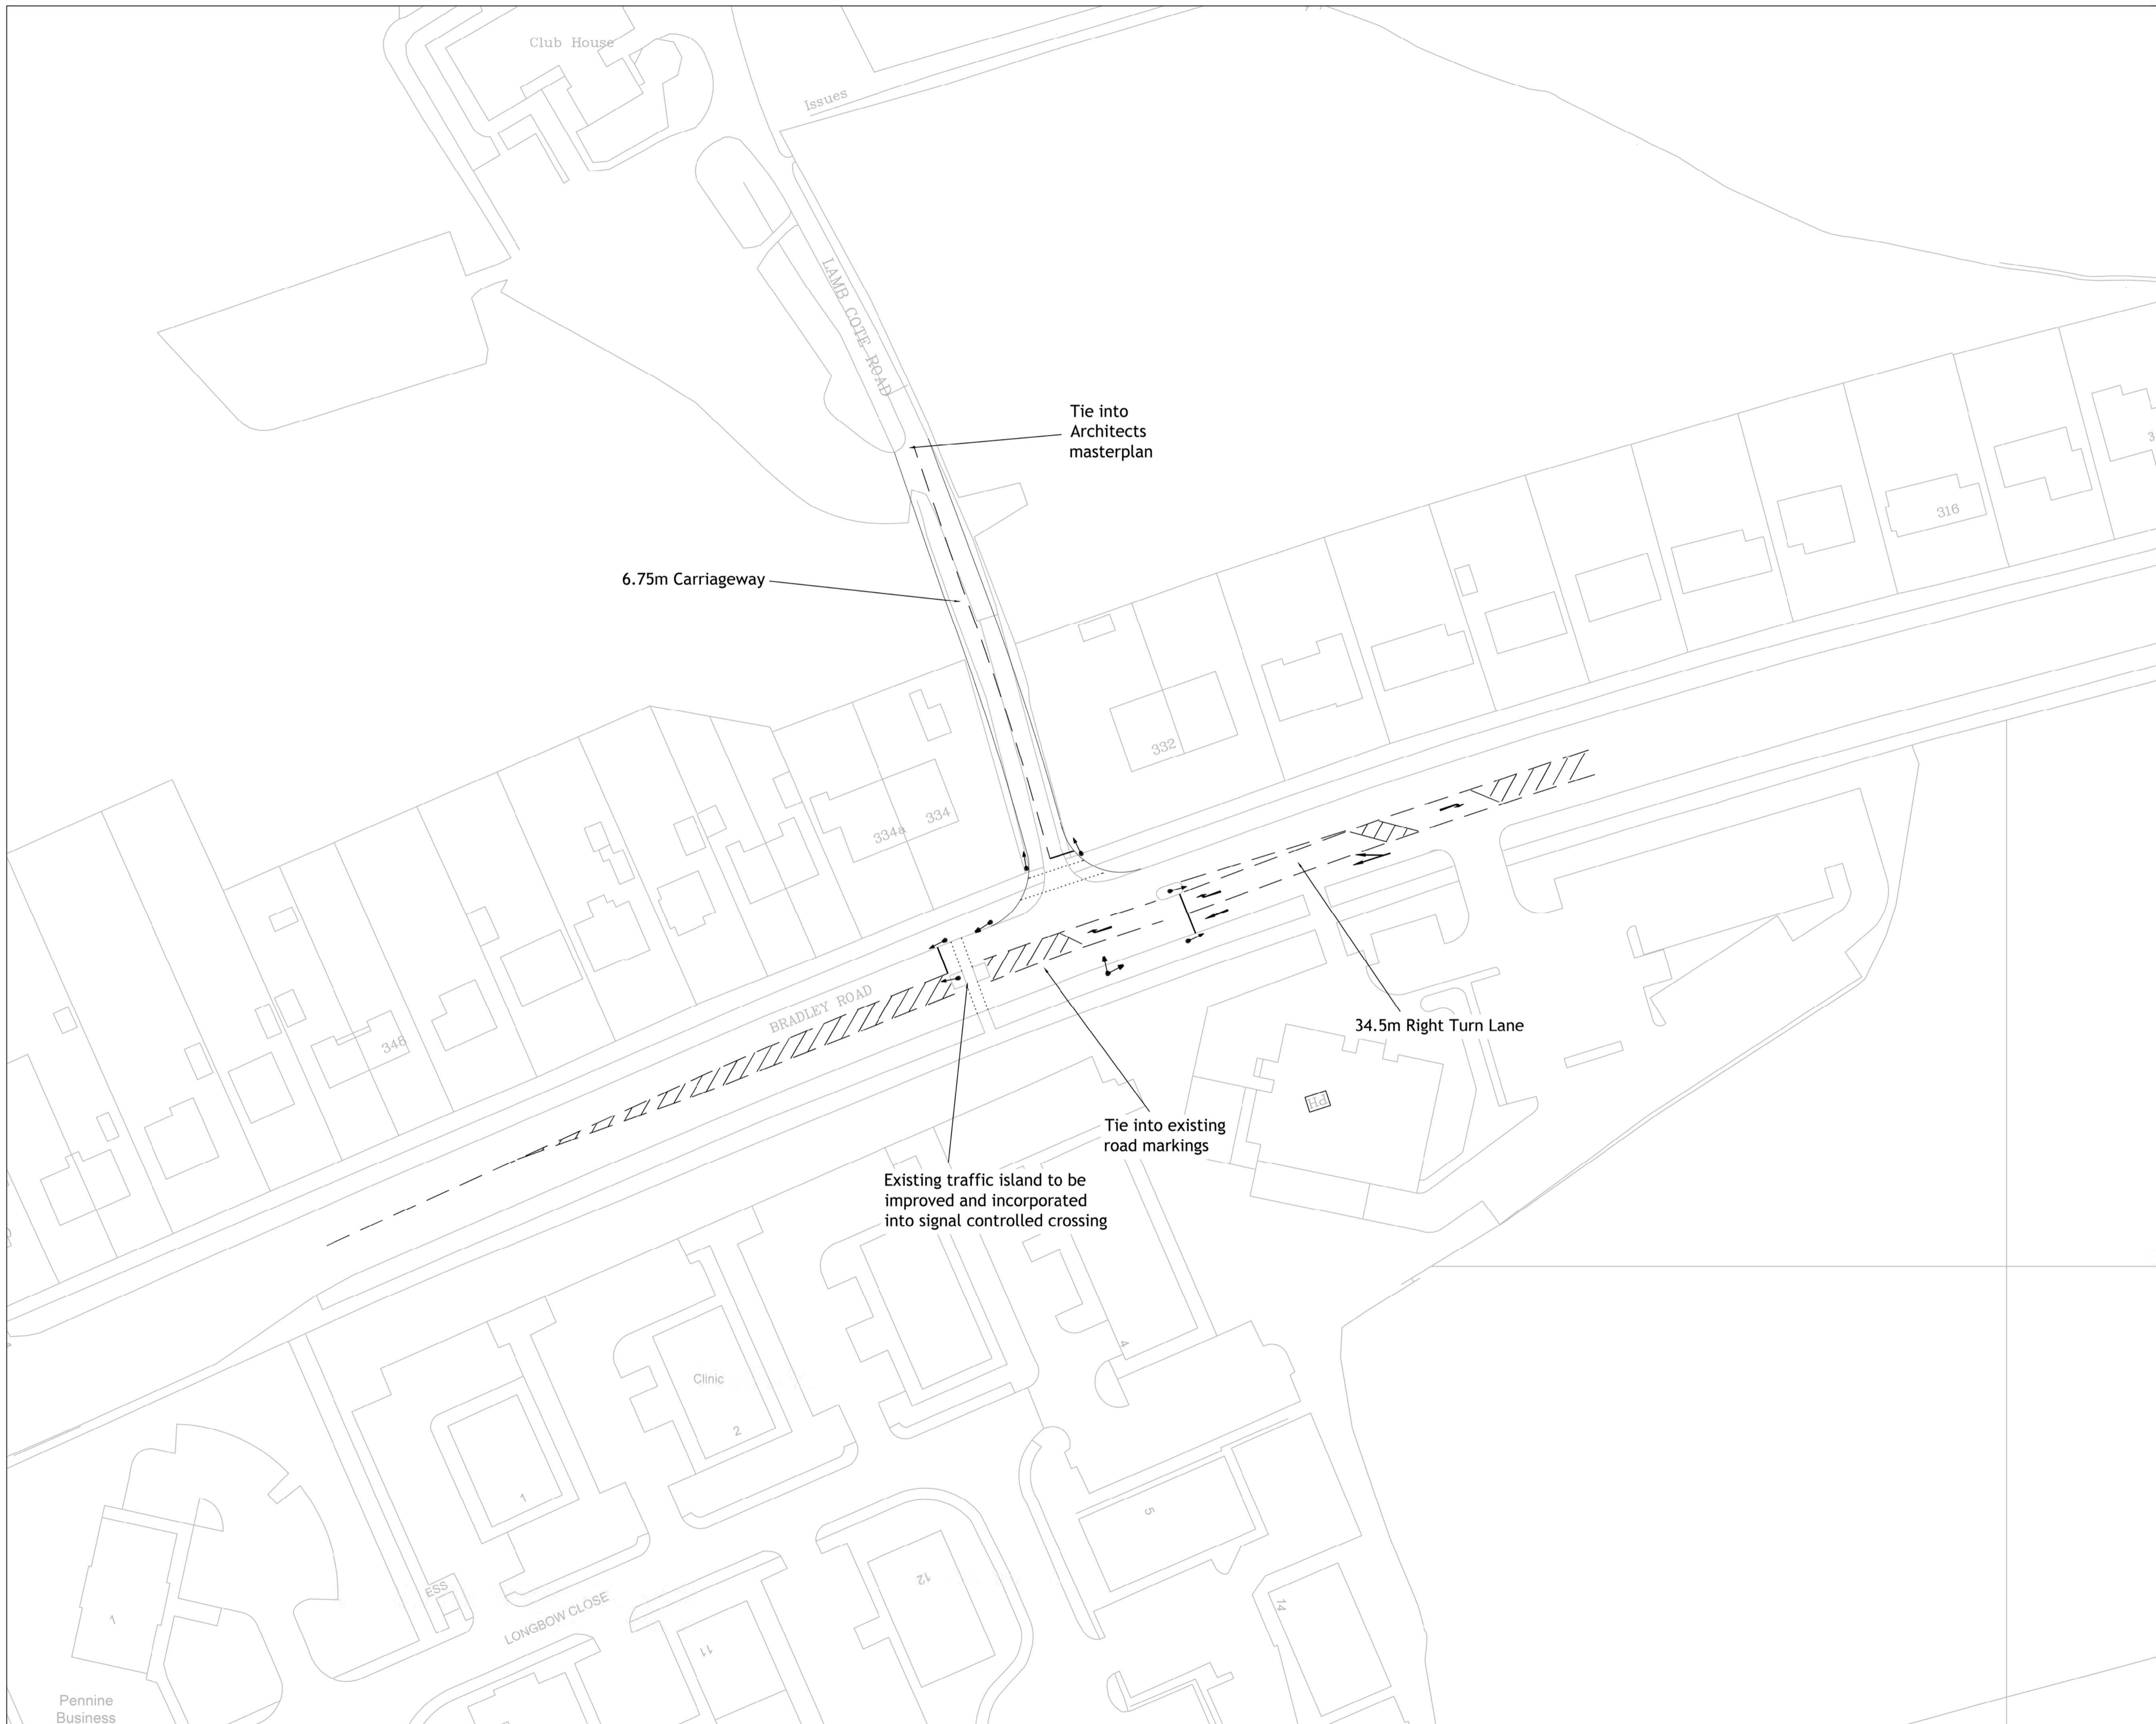 Club House
Issues
LAMB COTE ROAD
Tie into
Architects
masterplan
6.75m Carriageway
316
332
334
334a
348
BRADLEY ROAD
34.5m Right Turn Lane
PH
Tie into existing
road markings
Existing traffic island to be
improved and incorporated
into signal controlled crossing
4
Clinic
2
1
5
12
14
ESS
LONGBOW CLOSE
11
1
Pennine
Business